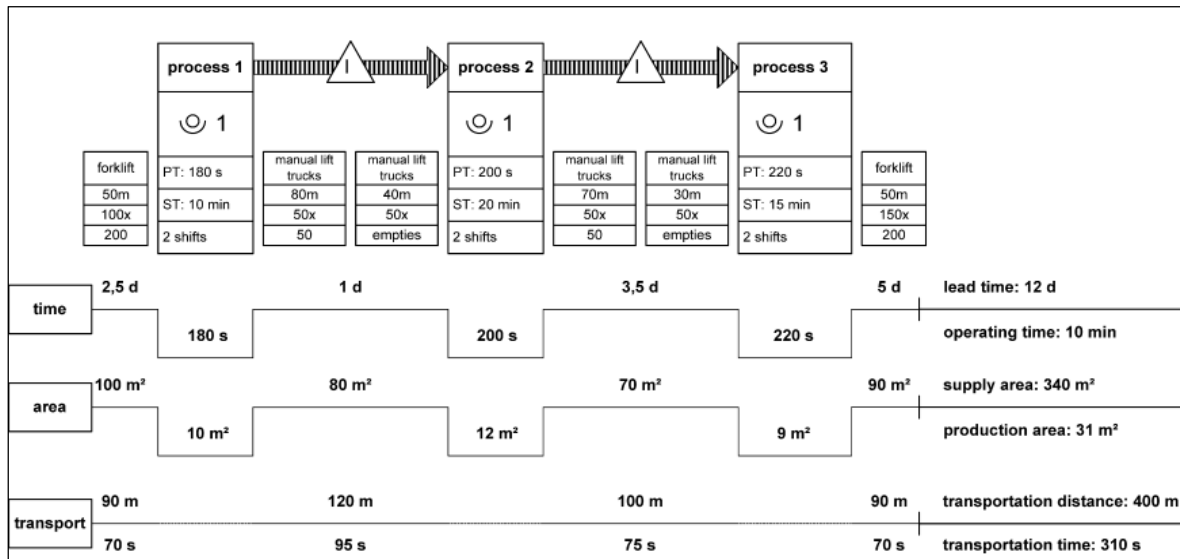 process 1
I
process 2
I
process 3
1
1
1
forklift
50m
100x
200
PT: 180 s
ST: 10 min
2 shifts
manual lift
trucks
80m
50x
50
manual lift
trucks
40m
50x
empties
PT: 200 s
ST: 20 min
2 shifts
manual lift
trucks
70m
50x
50
manual lift
trucks
30m
50x
empties
PT: 220 s
ST: 15 min
2 shifts
forklift
50m
150x
200
time
2,5 d
1 d
3,5 d
5 d
lead time: 12 d
180 s
200 s
220 s
operating time: 10 min
area
100 m²
80 m²
70 m²
90 m²
supply area: 340 m²
10 m²
12 m²
9 m²
production area: 31 m²
transport
90 m
120 m
100 m
90 m
transportation distance: 400 m
70 s
95 s
75 s
70 s
transportation time: 310 s